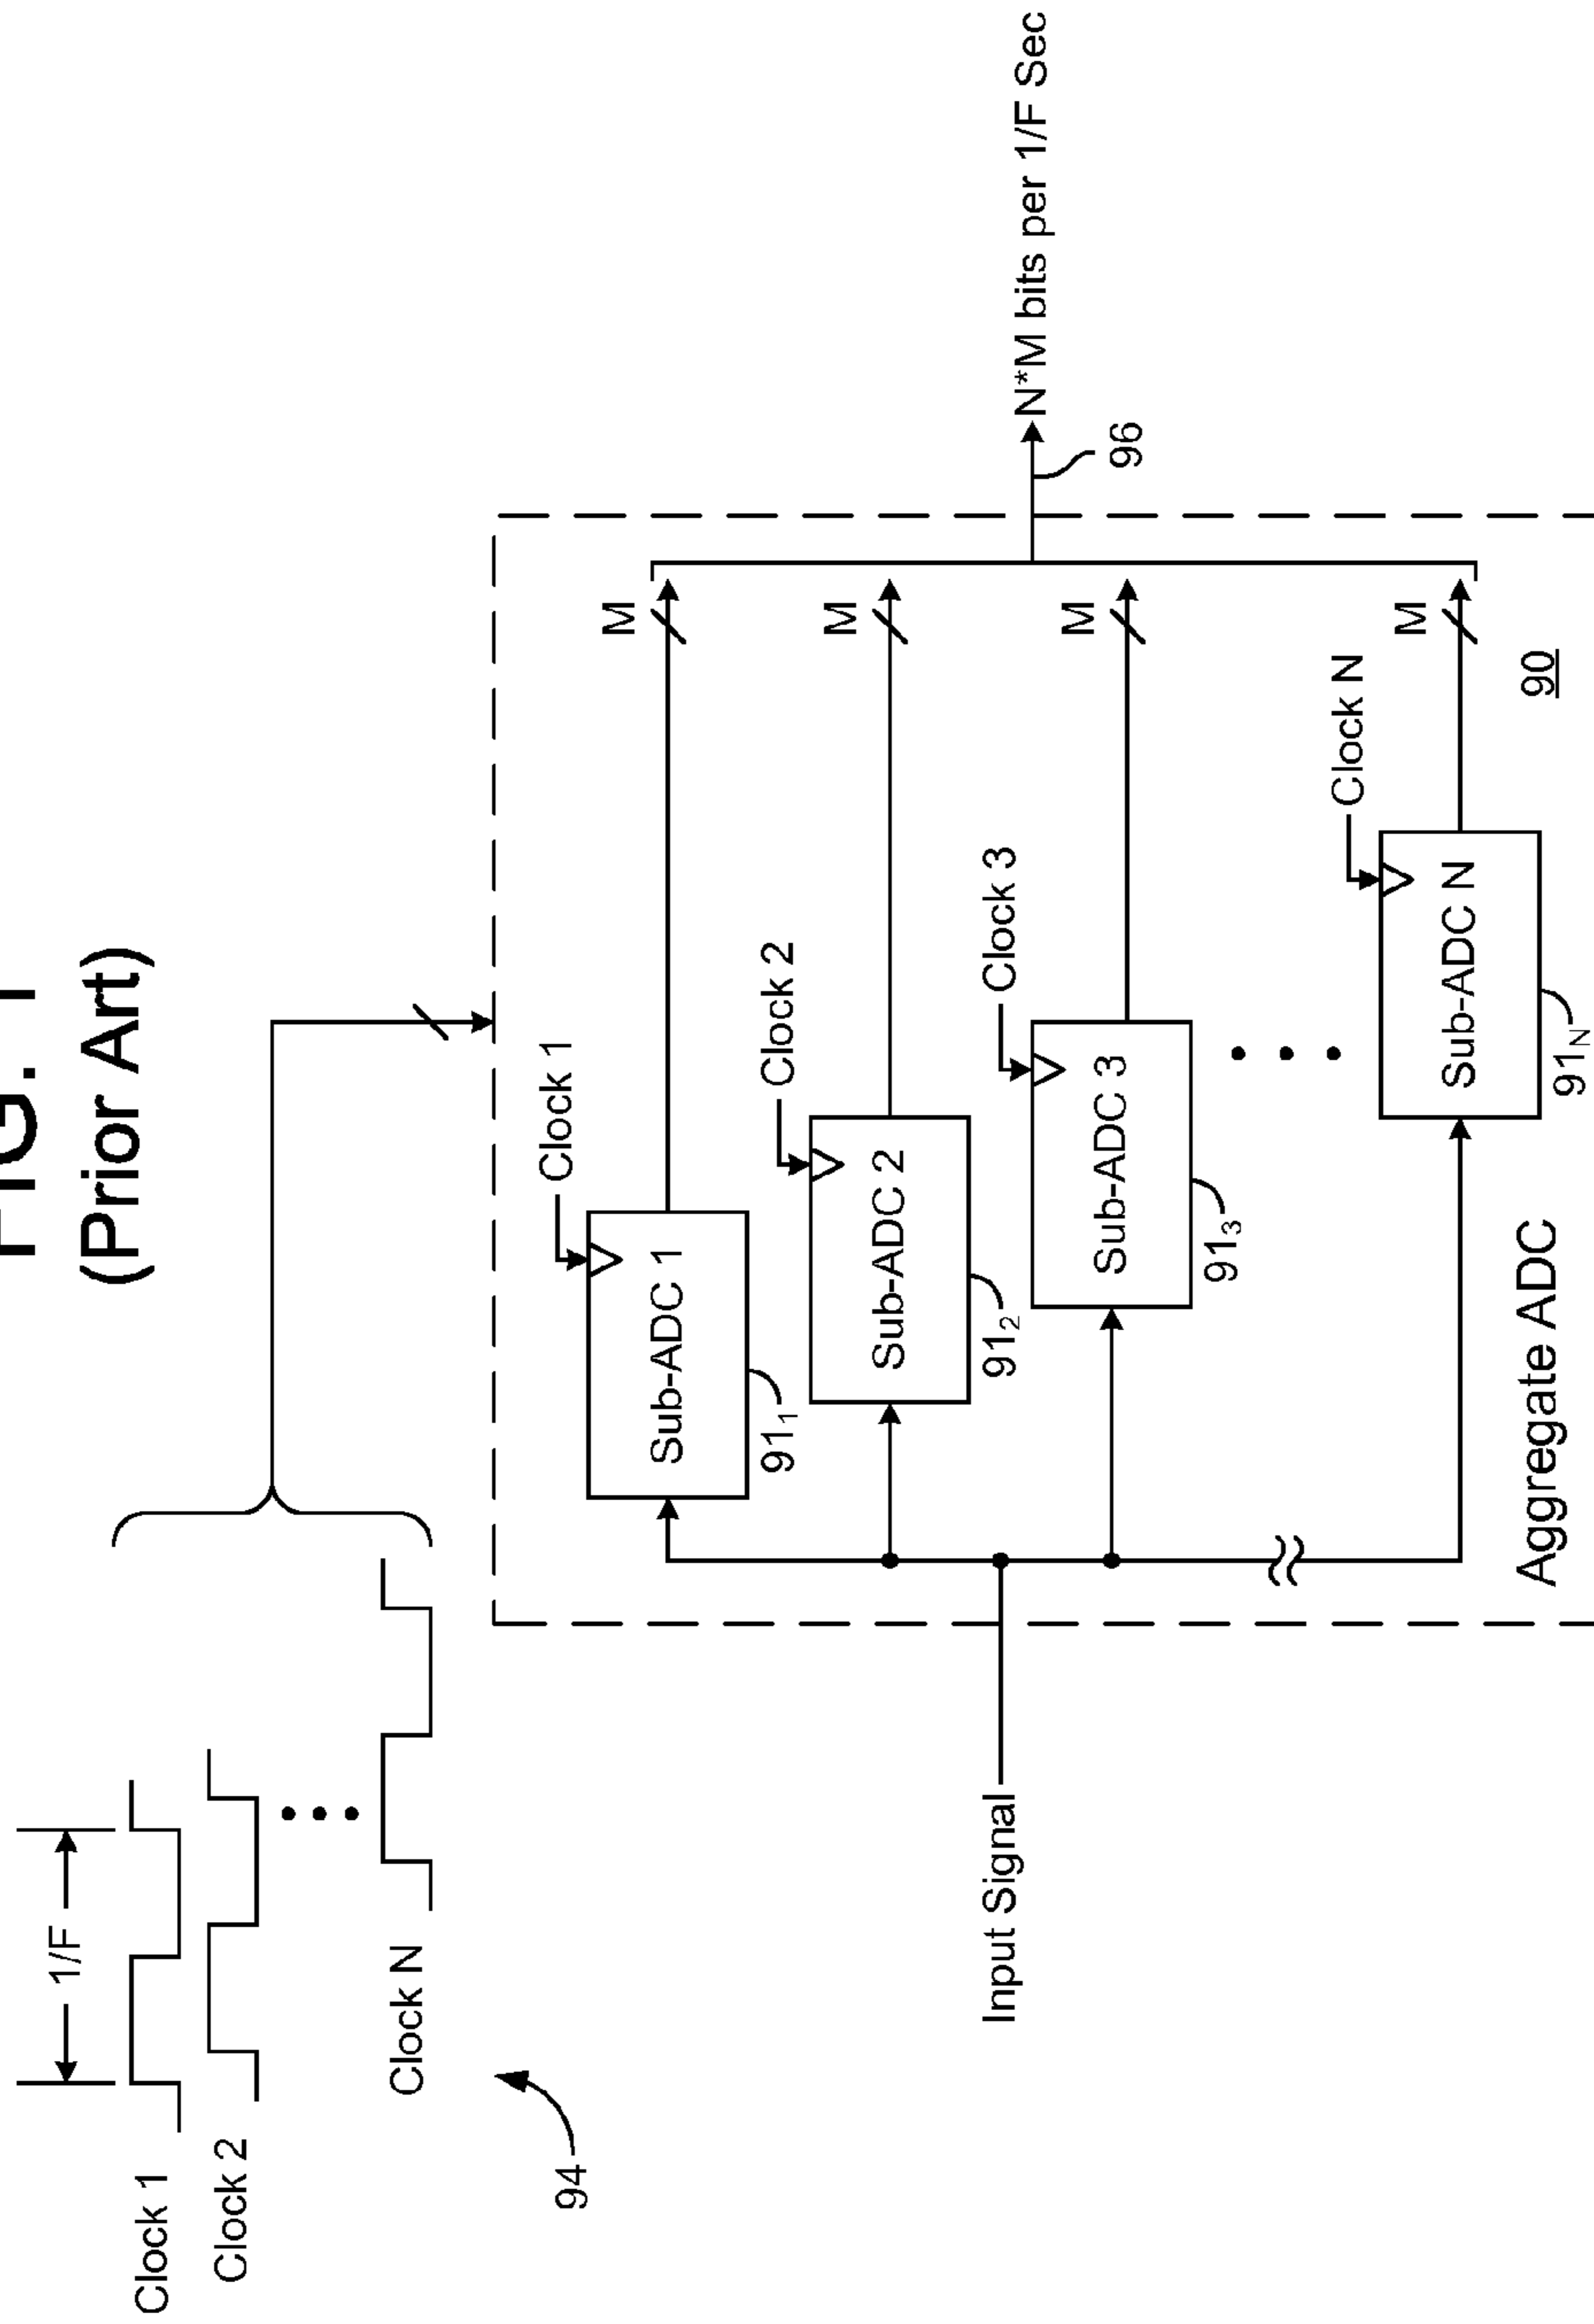 FIG. 1
(Prior Art)
1/F
Clock 1
Clock 2
Clock N
94
Clock 1
Sub-ADC 1
91₁
M
Clock 2
Sub-ADC 2
91₂
M
Input Signal
Clock 3
Sub-ADC 3
91₃
M
N*M bits per 1/F Sec
96
Clock N
Sub-ADC N
91N
M
Aggregate ADC
90